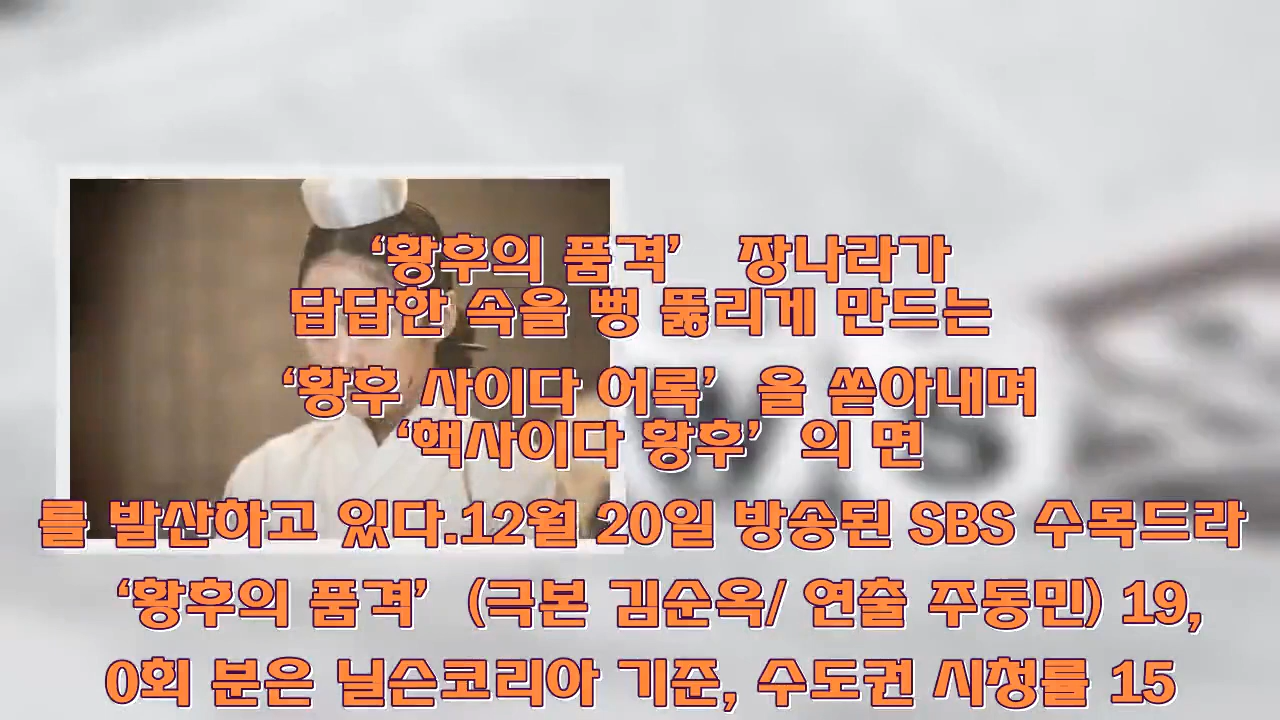 ‘황후의 품격’ 장나라가
답답한 속을 뻥 뚫리게 만드는
‘황후 사이다 어록’ 을 쏟아내며
‘핵사이다 황후’ 의 면
를 발산하고 있다.12월 20일 방송된 SBS 수목드라
‘황후의 품격’ (극본 김순옥/ 연출 주동민) 19,
0회 분은 닐슨코리아 기준, 수도권 시청률 15